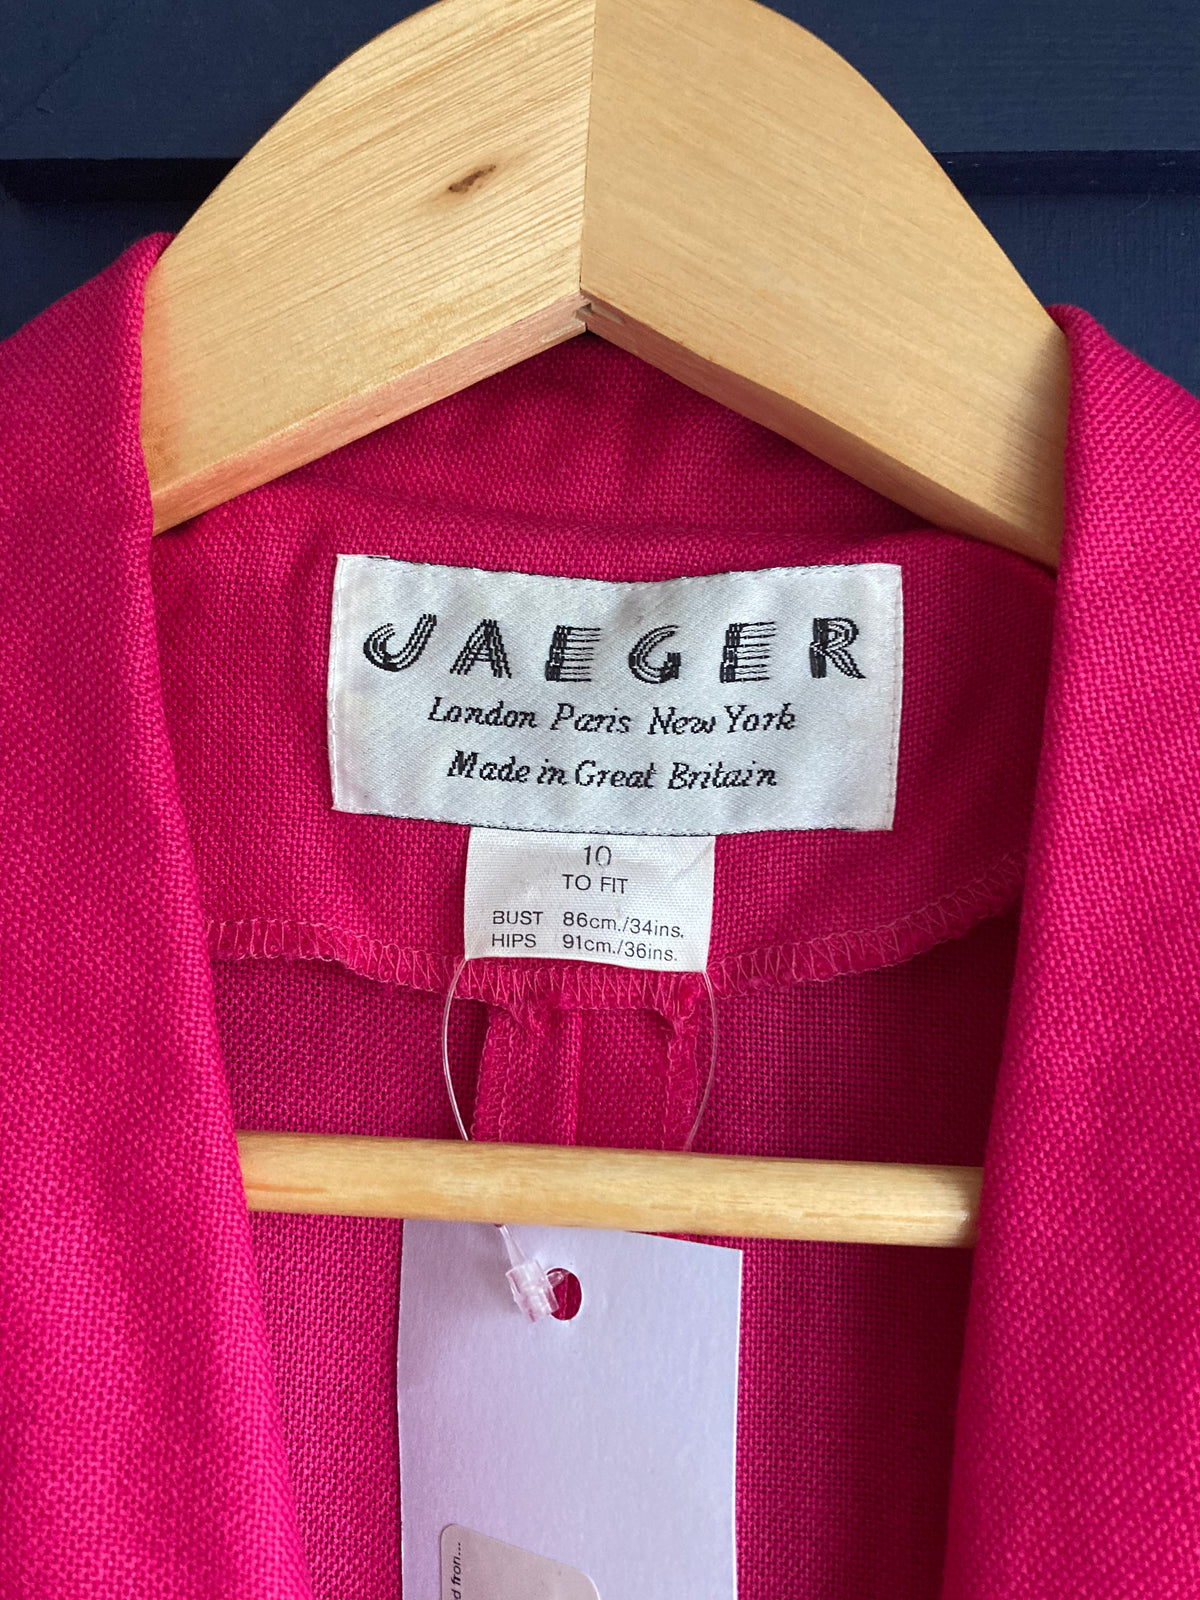 JAEGER
London Paris New York
Made in Great Britain
10
TO FIT
BUST 86cm./34ins.
HIPS 91cm./36ins.